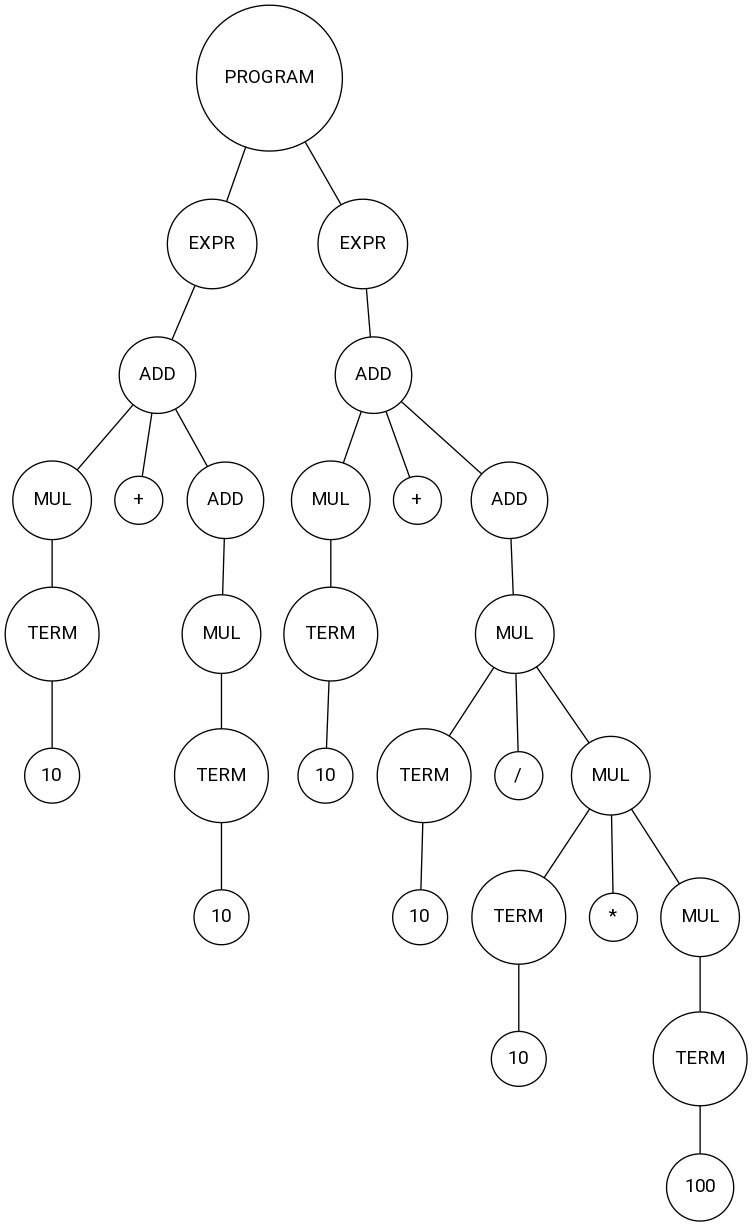 PROGRAM
EXPR EXPR
ADD ADD
MUL + ADD MUL + ADD
TERM MUL TERM MUL
10 TERM 10 TERM / MUL
10 10 TERM * MUL
10 TERM
100